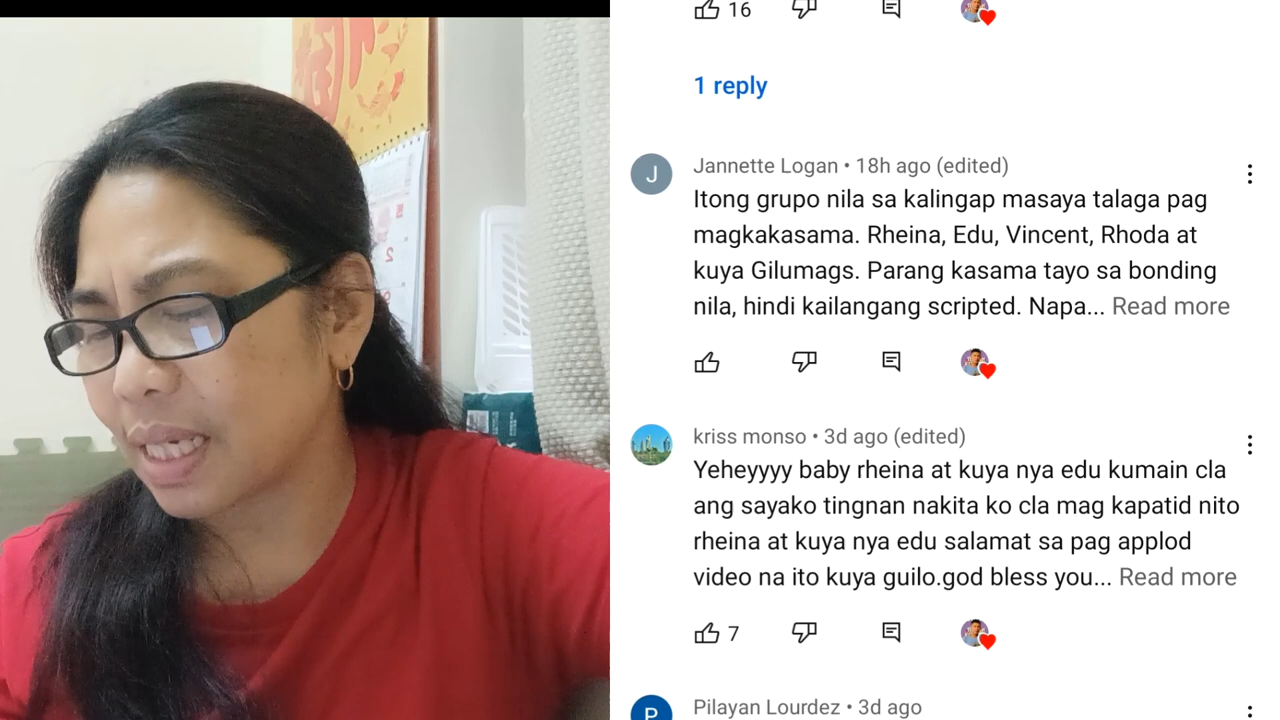 16
1 reply
J
Jannette Logan • 18h ago (edited)
Itong grupo nila sa kalingap masaya talaga pag
magkakasama. Rheina, Edu, Vincent, Rhoda at
kuya Gilumags. Parang kasama tayo sa bonding
nila, hindi kailangang scripted. Napa... Read more
kriss monso • 3d ago (edited)
Yeheyyyy baby rheina at kuya nya edu kumain cla
ang sayako tingnan nakita ko cla mag kapatid nito
rheina at kuya nya edu salamat sa pag applod
video na ito kuya guilo.god bless you... Read more
7
P
Pilayan Lourdez • 3d ago